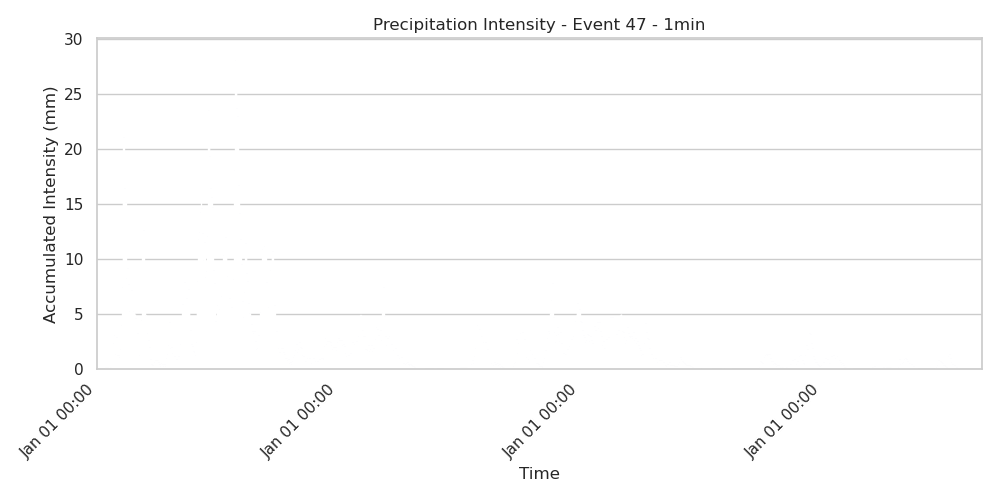 Precipitation Intensity - Event 47 - 1min
30
25
20
15
10
5
0
Accumulated Intensity (mm)
Jan 01 00:00
Jan 01 00:00
Jan 01 00:00
Jan 01 00:00
Time